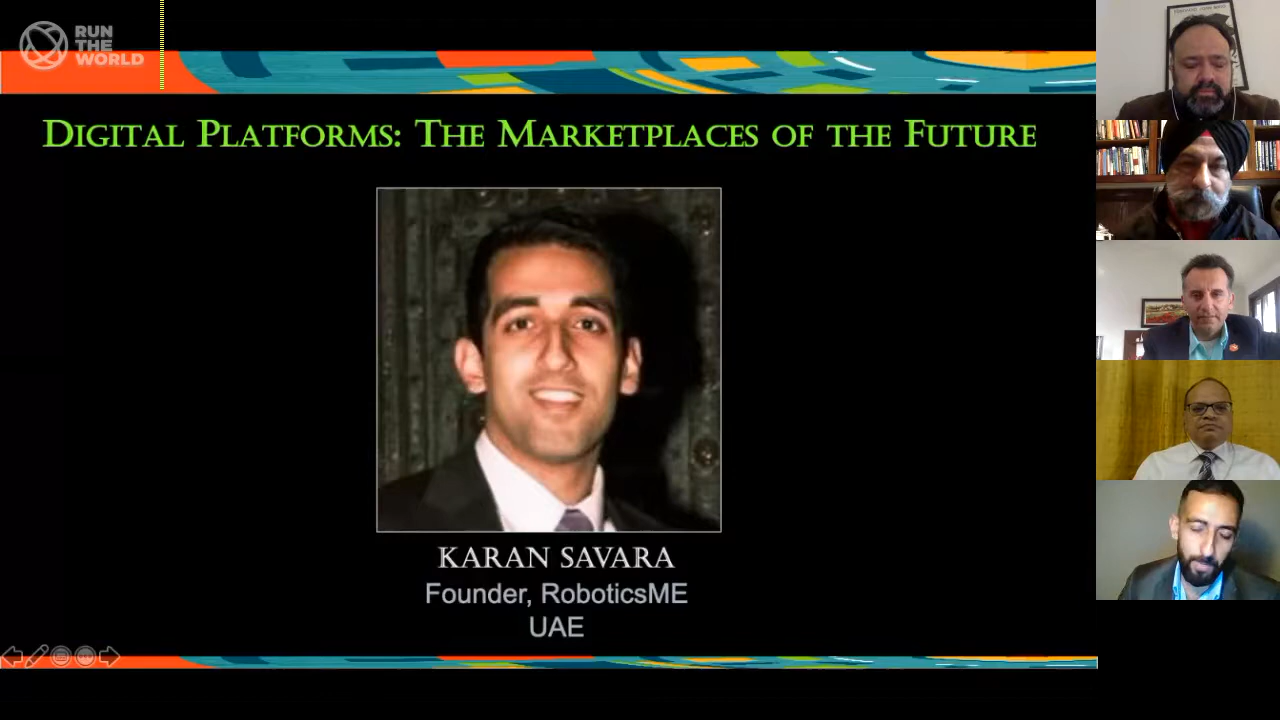 RUN
THE
WORLD
DIGITAL PLATFORMS: THE MARKETPLACES OF THE FUTURE
KARAN SAVARA
Founder, RoboticsME
UAE